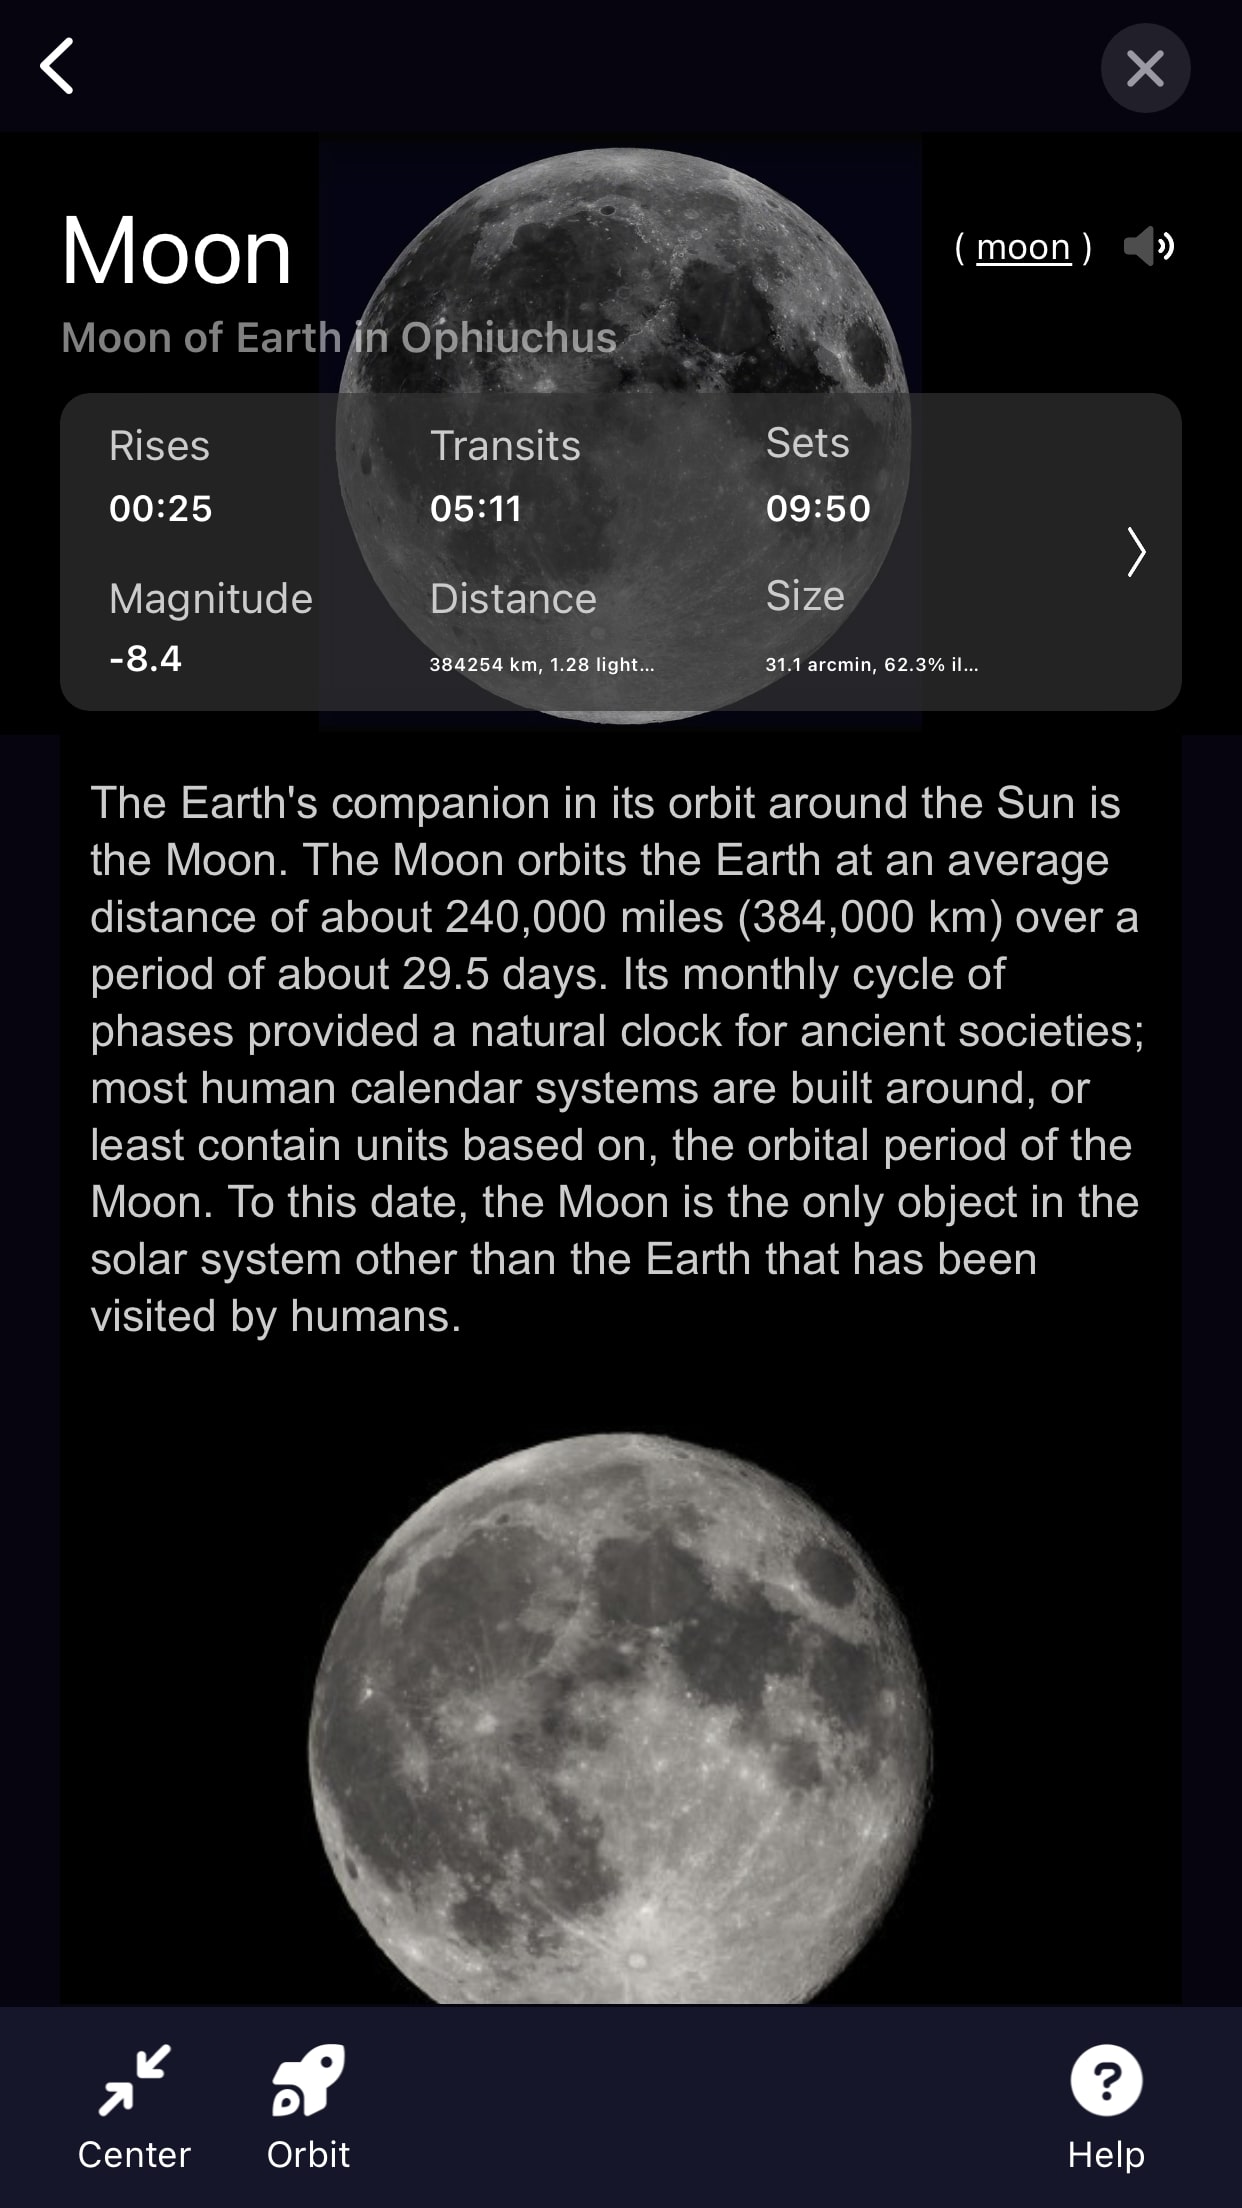 Moon
( moon )
Moon of Earth in Ophiuchus
Rises
Transits
Sets
00:25
05:11
09:50
Magnitude
Distance
Size
-8.4
384254 km, 1.28 light...
31.1 arcmin, 62.3% il...
The Earth's companion in its orbit around the Sun is
the Moon. The Moon orbits the Earth at an average
distance of about 240,000 miles (384,000 km) over a
period of about 29.5 days. Its monthly cycle of
phases provided a natural clock for ancient societies;
most human calendar systems are built around, or
least contain units based on, the orbital period of the
Moon. To this date, the Moon is the only object in the
solar system other than the Earth that has been
visited by humans.
Center
Orbit
Help